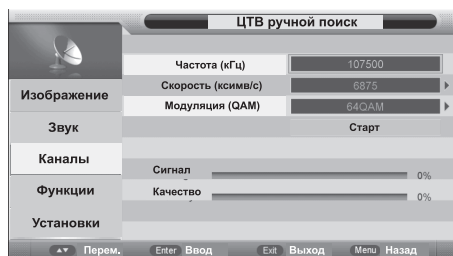 ЦТВ ручной поиск
Частота (кГц) 107500
Скорость (ксимв/с) 6875
Модуляция (QAM) 64QAM
Старт
Сигнал 0%
Качество 0%
Изображение
Звук
Каналы
Функции
Установки
Перем. Enter Ввод Exit Выход Menu Назад